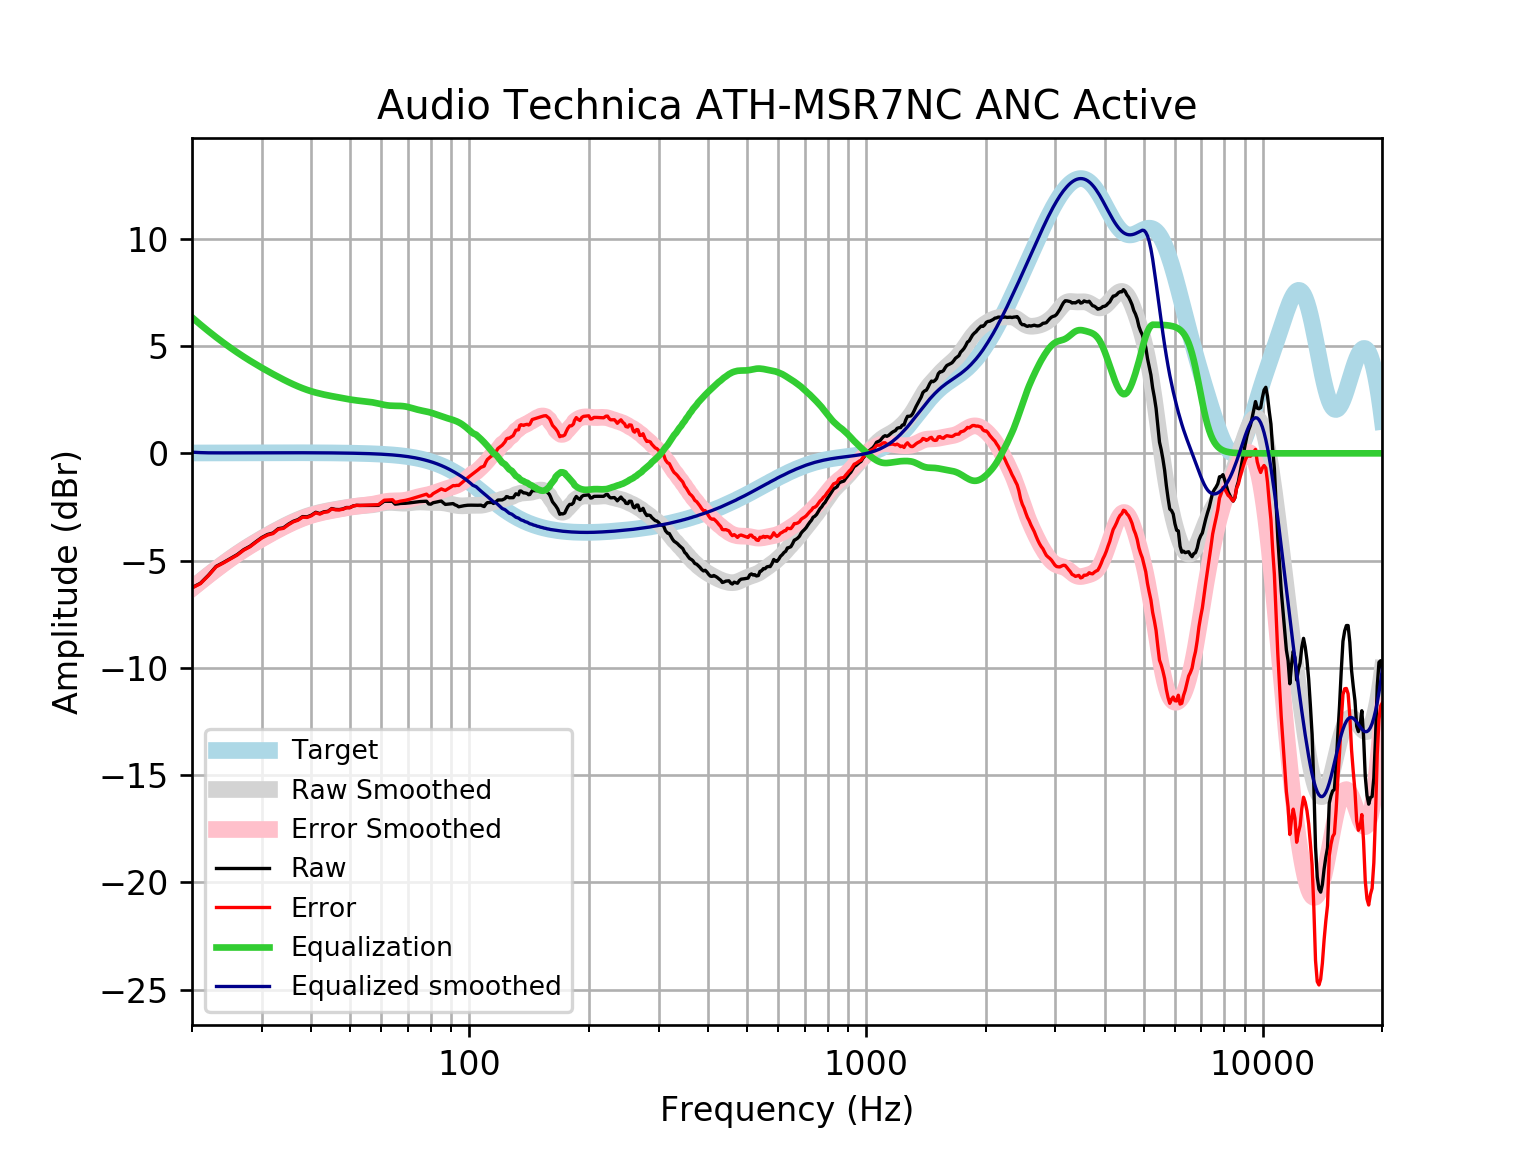 Audio Technica ATH-MSR7NC ANC Active
Amplitude (dBr)
10
5
0
−5
−10
−15
−20
−25
Target
Raw Smoothed
Error Smoothed
Raw
Error
Equalization
Equalized smoothed
100 1000 10000
Frequency (Hz)